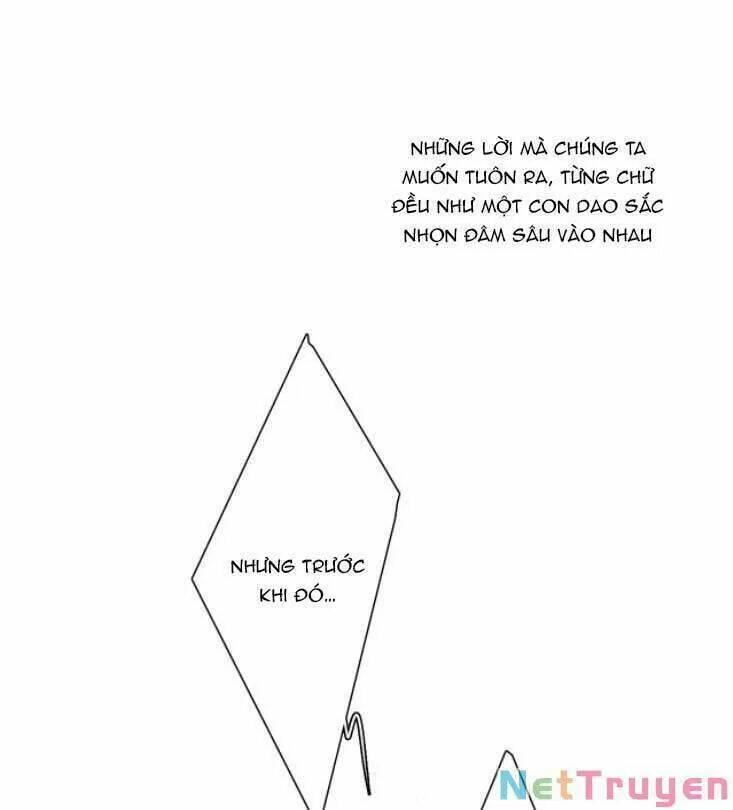 NHỮNG LỜI MÀ CHÚNG TA
MUỐN TUÔN RA, TỪNG CHỮ
ĐỀU NHƯ MỘT CON DAO SẮC
NHỌN ĐÂM SÂU VÀO NHAU
NHƯNG TRƯỚC
KHI ĐÓ...
NetTruyen